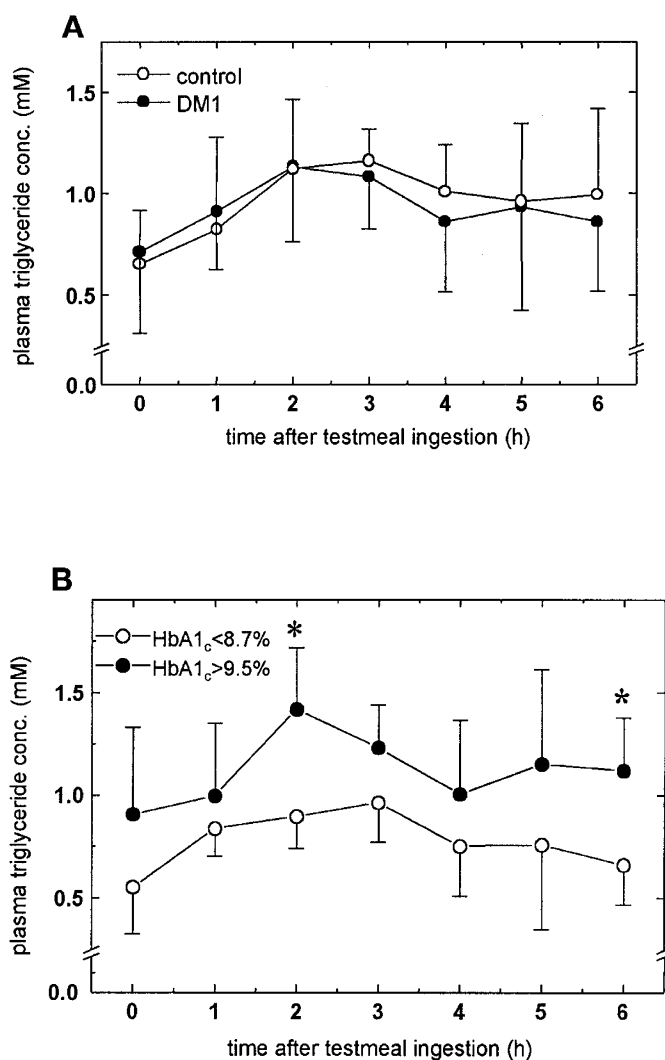 A
control
DM1
plasma triglyceride conc. (mM)
1.5
1.0
0.5
0.0
0 1 2 3 4 5 6
time after testmeal ingestion (h)
B
HbA1c<8.7%
HbA1c>9.5%
*
*
plasma triglyceride conc. (mM)
1.5
1.0
0.5
0.0
0 1 2 3 4 5 6
time after testmeal ingestion (h)